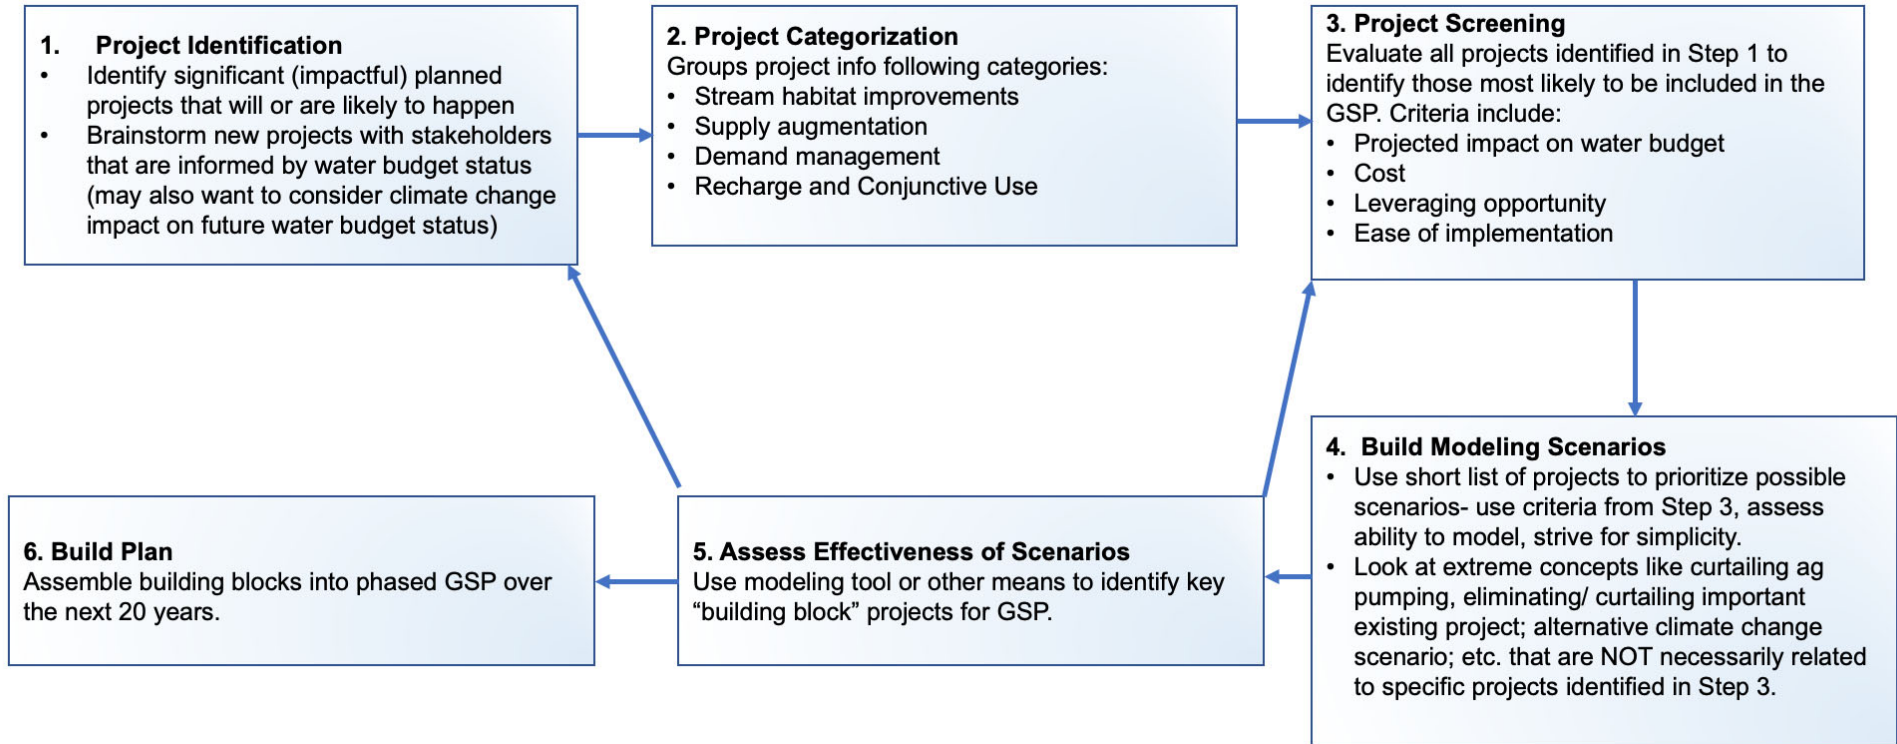 1. Project Identification
• Identify significant (impactful) planned
projects that will or are likely to happen
• Brainstorm new projects with stakeholders
that are informed by water budget status
(may also want to consider climate change
impact on future water budget status)
2. Project Categorization
Groups project info following categories:
• Stream habitat improvements
• Supply augmentation
• Demand management
• Recharge and Conjunctive Use
3. Project Screening
Evaluate all projects identified in Step 1 to
identify those most likely to be included in the
GSP. Criteria include:
• Projected impact on water budget
• Cost
• Leveraging opportunity
• Ease of implementation
4. Build Modeling Scenarios
• Use short list of projects to prioritize possible
scenarios- use criteria from Step 3, assess
ability to model, strive for simplicity.
• Look at extreme concepts like curtailing ag
pumping, eliminating/ curtailing important
existing project; alternative climate change
scenario; etc. that are NOT necessarily related
to specific projects identified in Step 3.
5. Assess Effectiveness of Scenarios
Use modeling tool or other means to identify key
“building block” projects for GSP.
6. Build Plan
Assemble building blocks into phased GSP over
the next 20 years.